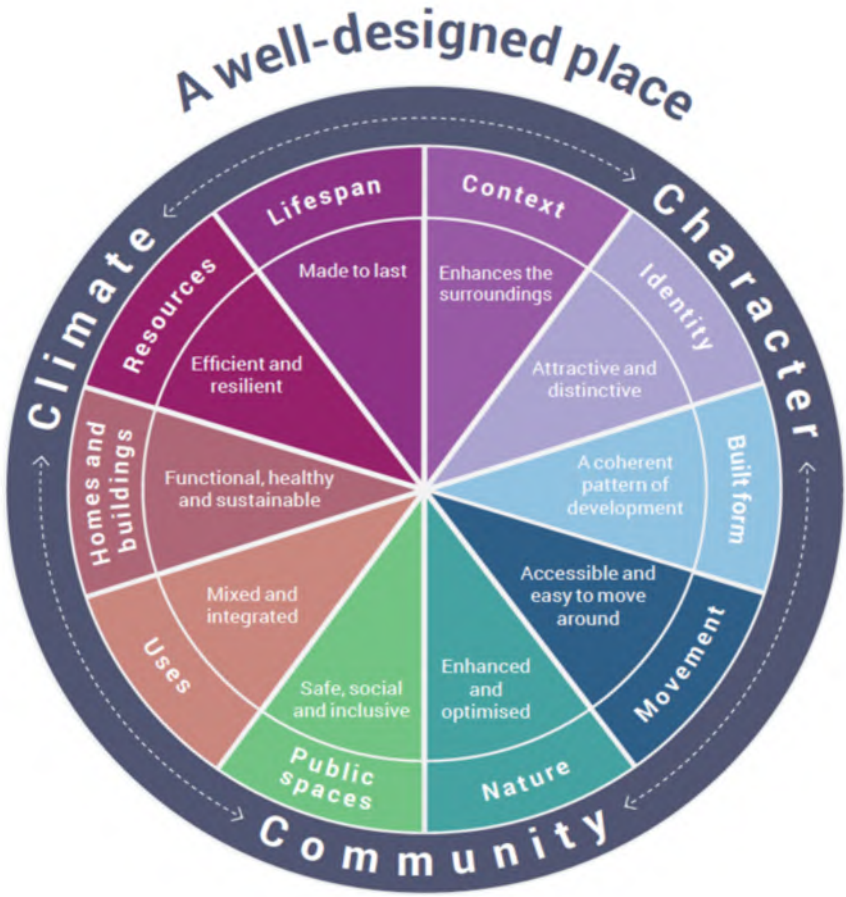 A well-designed place
Climate
Character
Community
Context
Enhances the
surroundings
Identity
Attractive and
distinctive
Built form
A coherent
pattern of
development
Movement
Accessible and
easy to move
around
Nature
Enhanced
and
optimised
Public
spaces
Safe, social
and inclusive
Uses
Mixed and
integrated
Homes and
buildings
Functional, healthy
and sustainable
Resources
Efficient and
resilient
Lifespan
Made to last